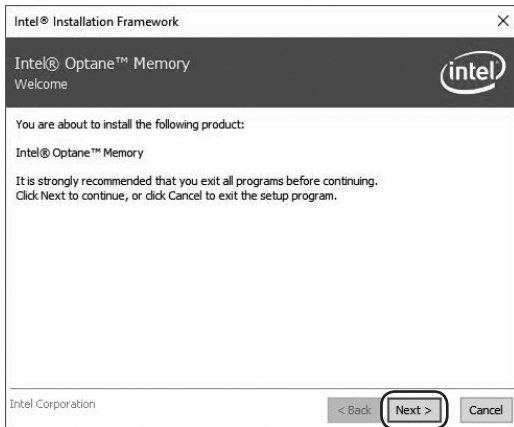 Intel® Installation Framework
Intel® Optane™ Memory
Welcome
intel
You are about to install the following product:
Intel® Optane™ Memory
It is strongly recommended that you exit all programs before continuing.
Click Next to continue, or click Cancel to exit the setup program.
Intel Corporation
< Back Next > Cancel